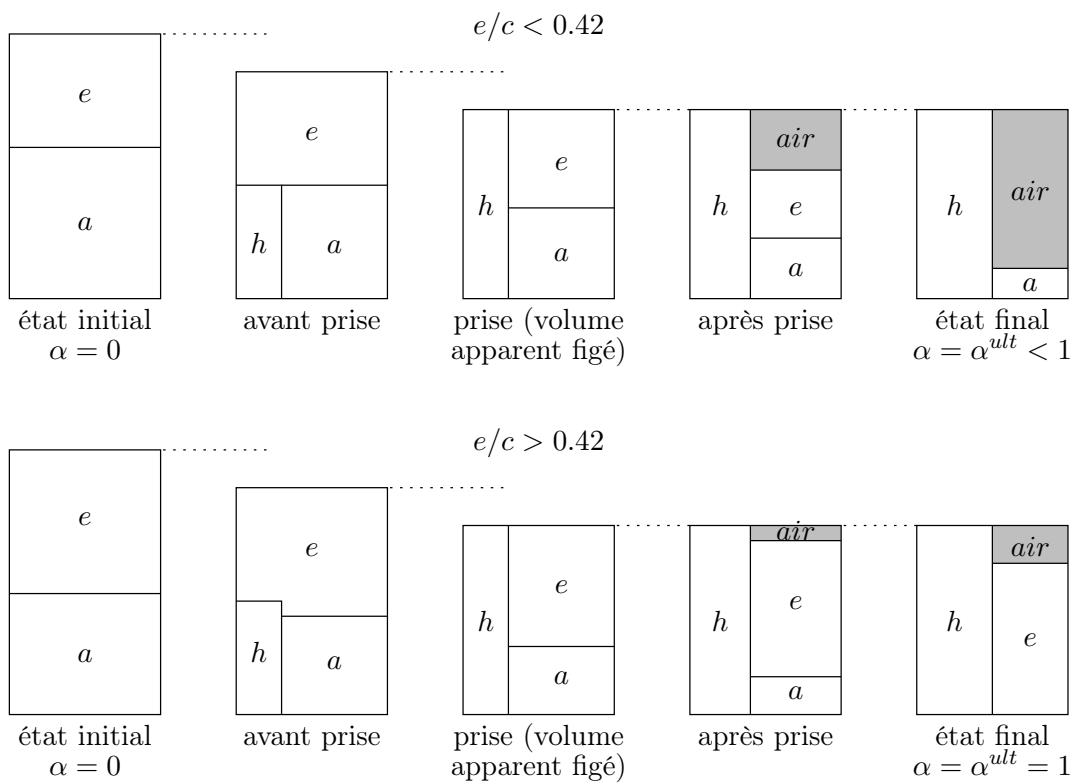 e/c < 0.42
e
a
e
h
a
h
e
a
h
air
e
a
h
air
a
état initial
α = 0
avant prise
prise (volume
apparent figé)
après prise
état final
α = α^{ult} < 1
e/c > 0.42
e
a
e
h
a
h
e
a
h
air
e
a
h
air
e
état initial
α = 0
avant prise
prise (volume
apparent figé)
après prise
état final
α = α^{ult} = 1